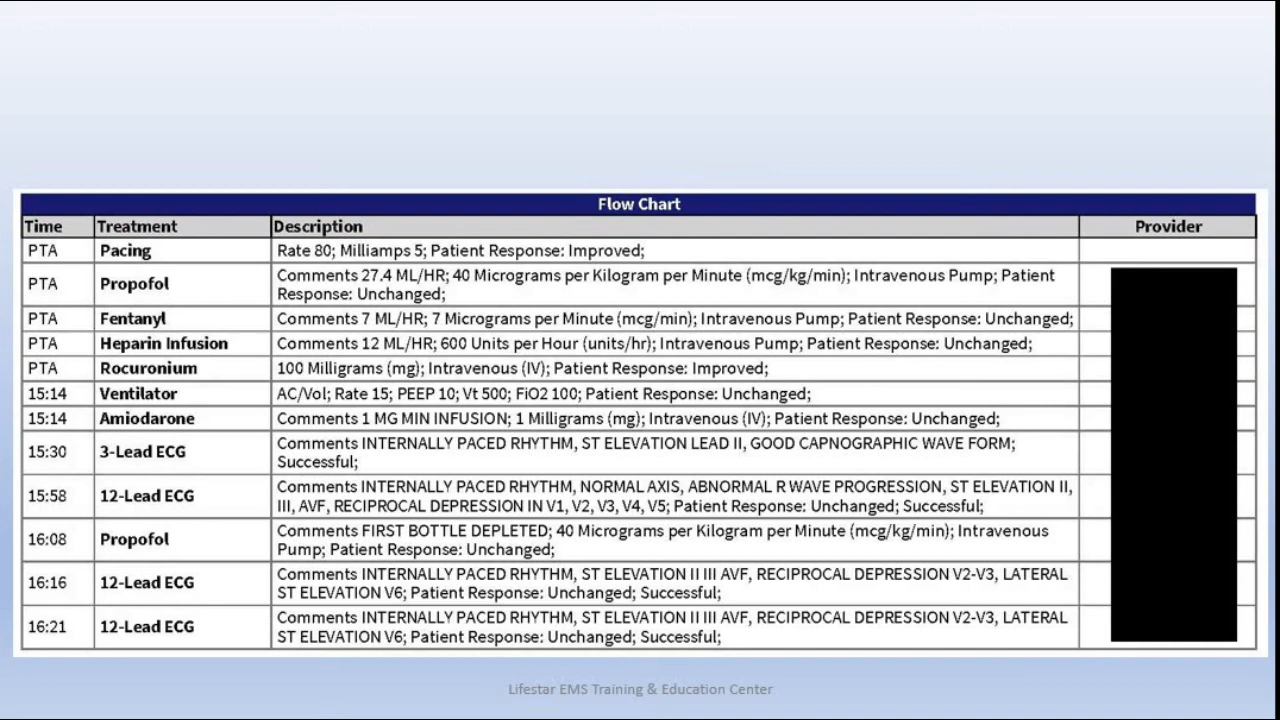 Flow Chart
Time Treatment Description Provider
PTA Pacing Rate 80; Milliamps 5; Patient Response: Improved;
PTA Propofol Comments 27.4 ML/HR; 40 Micrograms per Kilogram per Minute (mcg/kg/min); Intravenous Pump; Patient
Response: Unchanged;
PTA Fentanyl Comments 7 ML/HR; 7 Micrograms per Minute (mcg/min); Intravenous Pump; Patient Response: Unchanged;
PTA Heparin Infusion Comments 12 ML/HR; 600 Units per Hour (units/hr); Intravenous Pump; Patient Response: Unchanged;
PTA Rocuronium 100 Milligrams (mg); Intravenous (IV); Patient Response: Improved;
15:14 Ventilator AC/Vol; Rate 15; PEEP 10; Vt 500; FiO2 100; Patient Response: Unchanged;
15:14 Amiodarone Comments 1 MG MIN INFUSION; 1 Milligrams (mg); Intravenous (IV); Patient Response: Unchanged;
15:30 3-Lead ECG Comments INTERNALLY PACED RHYTHM, ST ELEVATION LEAD II, GOOD CAPNOGRAPHIC WAVE FORM;
Successful;
15:58 12-Lead ECG Comments INTERNALLY PACED RHYTHM, NORMAL AXIS, ABNORMAL R WAVE PROGRESSION, ST ELEVATION II,
III, AVF, RECIPROCAL DEPRESSION IN V1, V2, V3, V4, V5; Patient Response: Unchanged; Successful;
16:08 Propofol Comments FIRST BOTTLE DEPLETED; 40 Micrograms per Kilogram per Minute (mcg/kg/min); Intravenous
Pump; Patient Response: Unchanged;
16:16 12-Lead ECG Comments INTERNALLY PACED RHYTHM, ST ELEVATION II III AVF, RECIPROCAL DEPRESSION V2-V3, LATERAL
ST ELEVATION V6; Patient Response: Unchanged; Successful;
16:21 12-Lead ECG Comments INTERNALLY PACED RHYTHM, ST ELEVATION II III AVF, RECIPROCAL DEPRESSION V2-V3, LATERAL
ST ELEVATION V6; Patient Response: Unchanged; Successful;
Lifestar EMS Training & Education Center